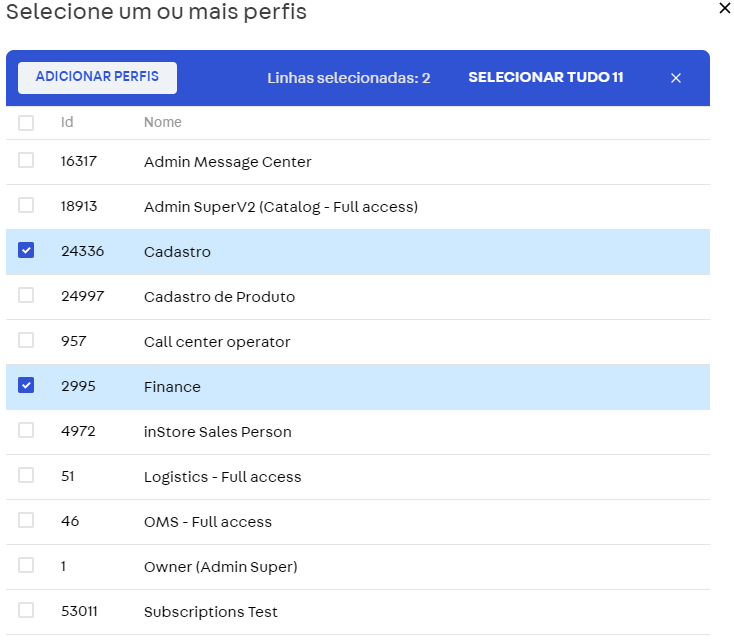 Selecione um ou mais perfis
ADICIONAR PERFIS Linhas selecionadas: 2 SELECIONAR TUDO 11
Id Nome
16317 Admin Message Center
18913 Admin SuperV2 (Catalog - Full access)
24336 Cadastro
24997 Cadastro de Produto
957 Call center operator
2995 Finance
4972 inStore Sales Person
51 Logistics - Full access
46 OMS - Full access
1 Owner (Admin Super)
53011 Subscriptions Test